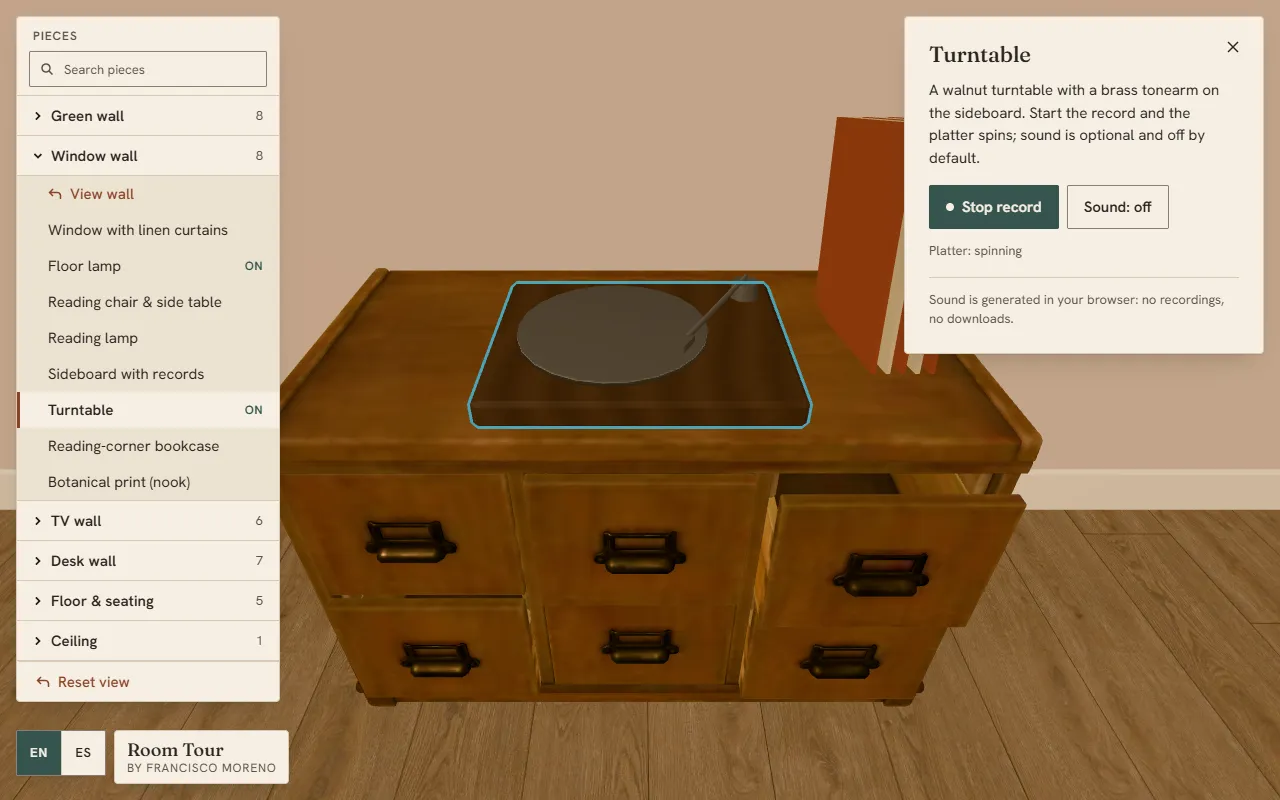 PIECES
Search pieces
Green wall 8
Window wall 8
View wall
Window with linen curtains
Floor lamp ON
Reading chair & side table
Reading lamp
Sideboard with records
Turntable ON
Reading-corner bookcase
Botanical print (nook)
TV wall 6
Desk wall 7
Floor & seating 5
Ceiling 1
Reset view
EN ES
Room Tour
BY FRANCISCO MORENO
Turntable
A walnut turntable with a brass tonearm on
the sideboard. Start the record and the
platter spins; sound is optional and off by
default.
Stop record Sound: off
Platter: spinning
Sound is generated in your browser: no recordings,
no downloads.